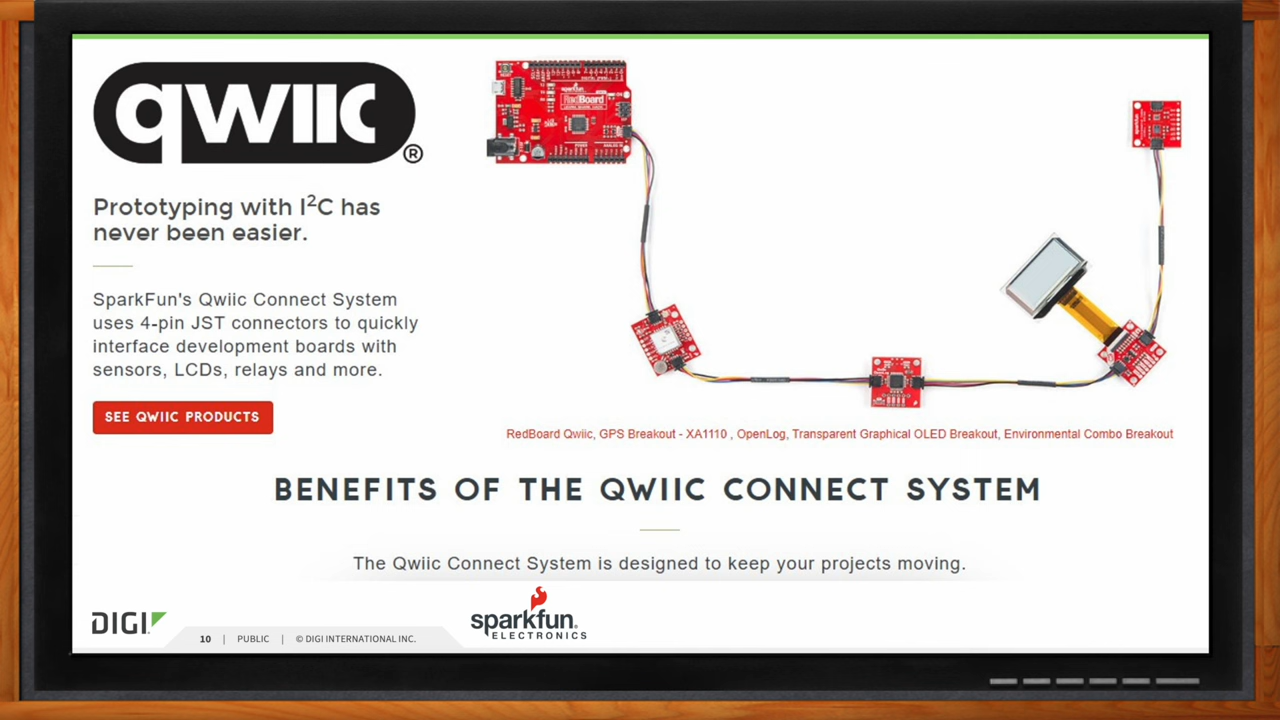 qwiic®
Prototyping with I²C has
never been easier.
SparkFun's Qwiic Connect System
uses 4-pin JST connectors to quickly
interface development boards with
sensors, LCDs, relays and more.
SEE QWIIC PRODUCTS
sparkfun
RedBoard
sparkfun
RedBoard Qwiic, GPS Breakout - XA1110 , OpenLog, Transparent Graphical OLED Breakout, Environmental Combo Breakout
BENEFITS OF THE QWIIC CONNECT SYSTEM
The Qwiic Connect System is designed to keep your projects moving.
DIGI
10 | PUBLIC | © DIGI INTERNATIONAL INC.
sparkfun
ELECTRONICS